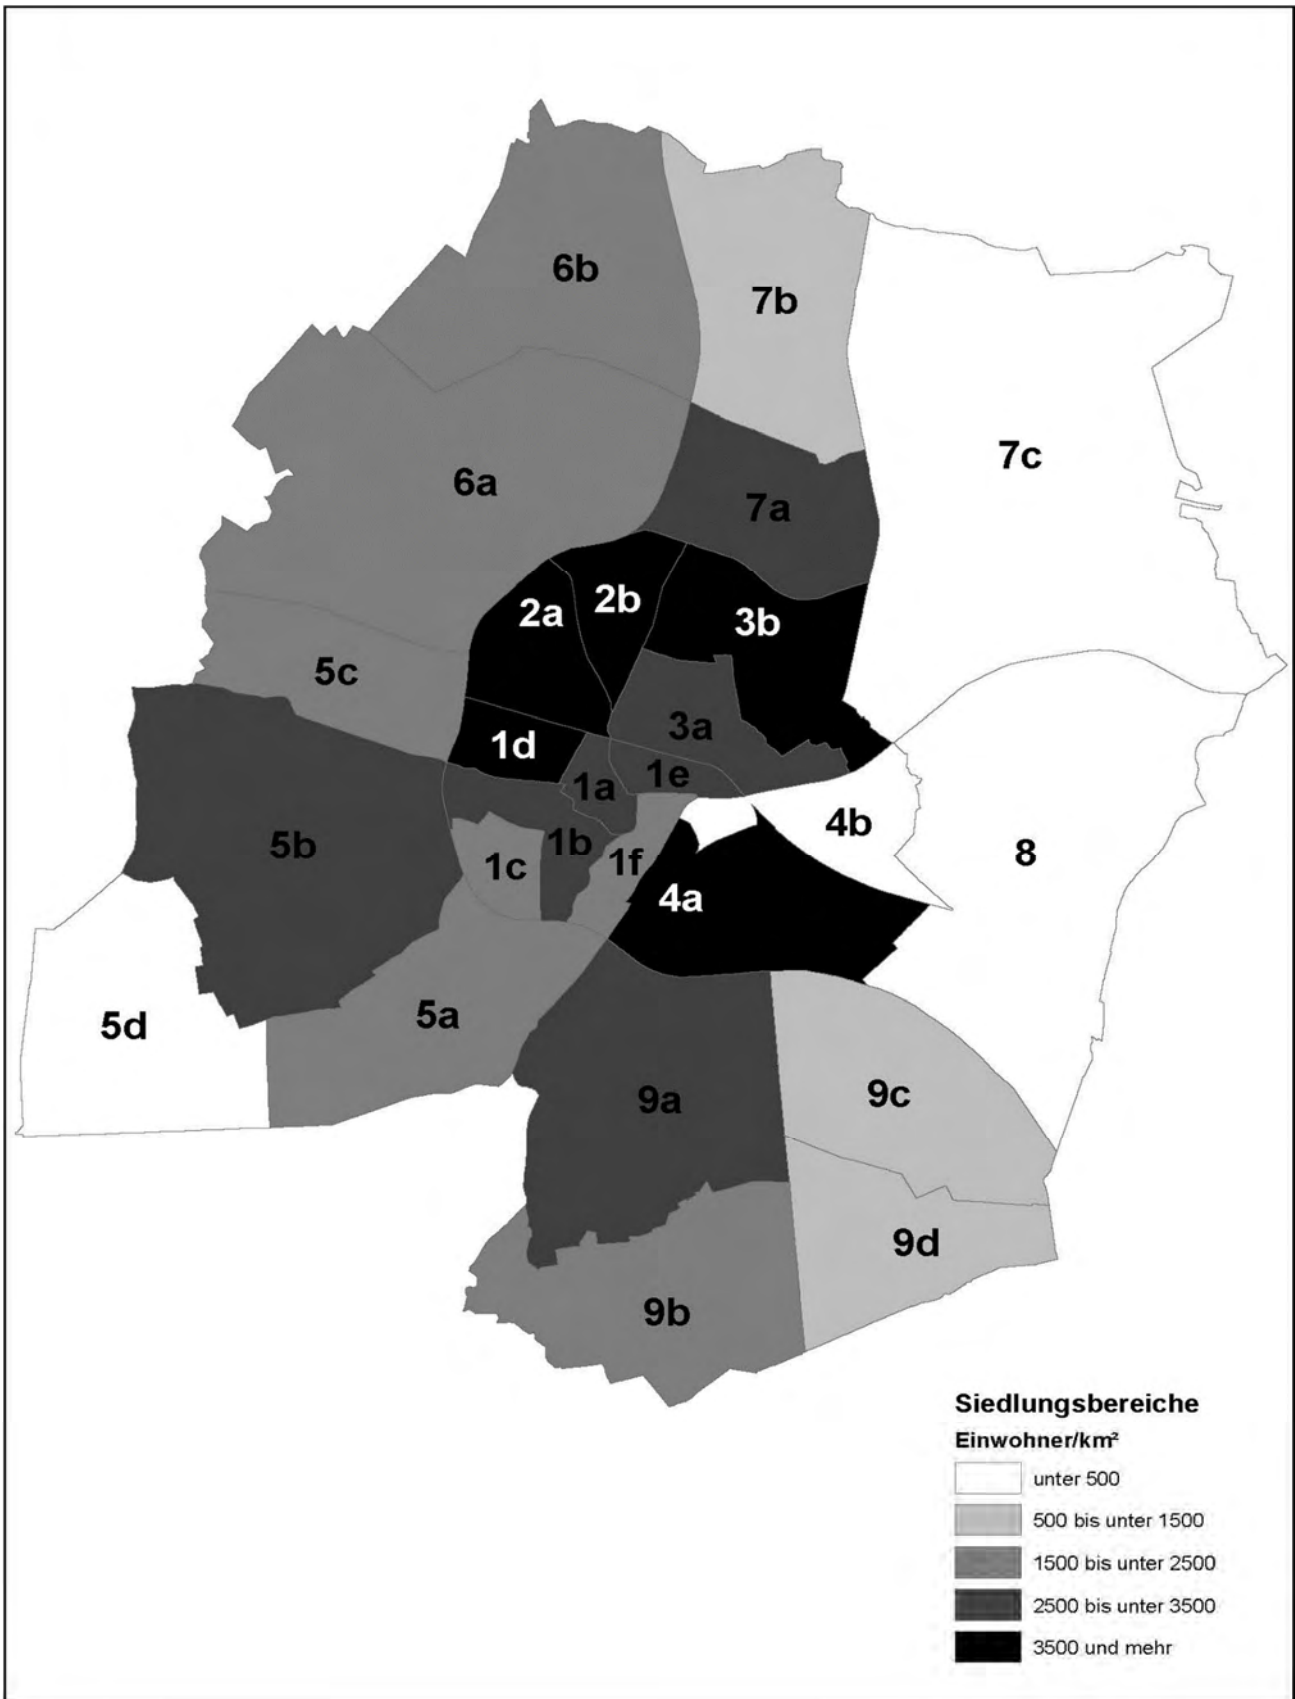 6b
7b
7c
6a
7a
2b
2a
3b
5c
3a
1d
1e
1a
4b
5b
1b
8
1f
1c
4a
5a
5d
9c
9a
9d
9b
Siedlungsbereiche
Einwohner/km²
unter 500
500 bis unter 1500
1500 bis unter 2500
2500 bis unter 3500
3500 und mehr